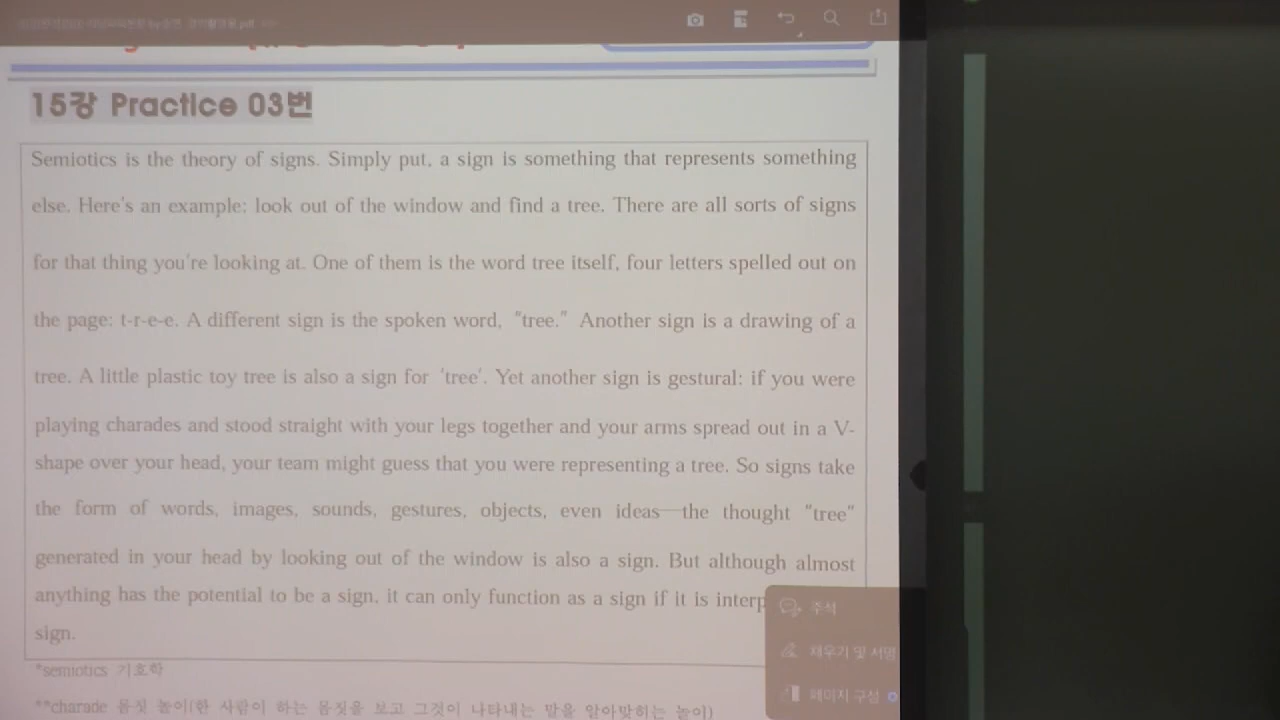 15강 Practice 03번
Semiotics is the theory of signs. Simply put, a sign is something that represents something
else. Here's an example: look out of the window and find a tree. There are all sorts of signs
for that thing you're looking at. One of them is the word tree itself, four letters spelled out on
the page: t-r-e-e. A different sign is the spoken word, "tree." Another sign is a drawing of a
tree. A little plastic toy tree is also a sign for 'tree'. Yet another sign is gestural: if you were
playing charades and stood straight with your legs together and your arms spread out in a V-
shape over your head, your team might guess that you were representing a tree. So signs take
the form of words, images, sounds, gestures, objects, even ideas—the thought "tree"
generated in your head by looking out of the window is also a sign. But although almost
anything has the potential to be a sign, it can only function as a sign if it is interp
sign.
*semiotics 기호학
**charade 몸짓 놀이(한 사람이 하는 몸짓을 보고 그것이 나타내는 말을 알아맞히는 놀이)
주석
채우기 및 서명
페이지 구성